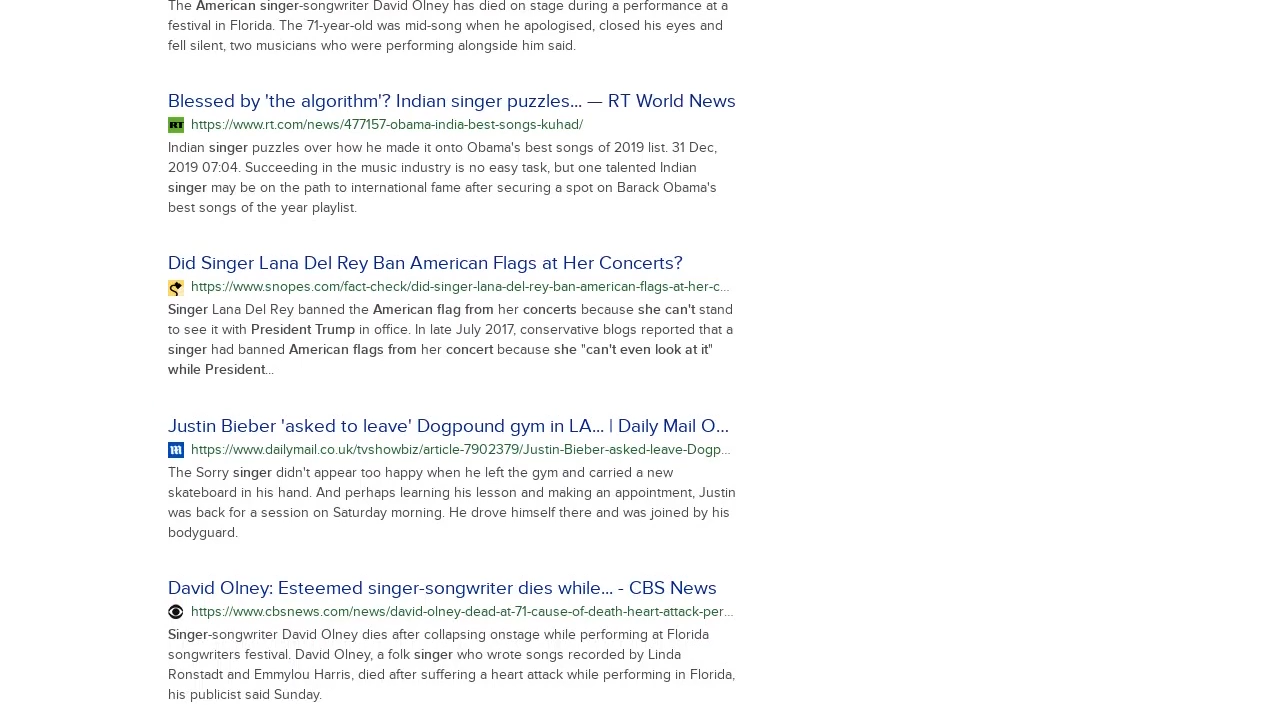 The American singer-songwriter David Olney has died on stage during a performance at a
festival in Florida. The 71-year-old was mid-song when he apologised, closed his eyes and
fell silent, two musicians who were performing alongside him said.
Blessed by 'the algorithm'? Indian singer puzzles... — RT World News
RT https://www.rt.com/news/477157-obama-india-best-songs-kuhad/
Indian singer puzzles over how he made it onto Obama's best songs of 2019 list. 31 Dec,
2019 07:04. Succeeding in the music industry is no easy task, but one talented Indian
singer may be on the path to international fame after securing a spot on Barack Obama's
best songs of the year playlist.
Did Singer Lana Del Rey Ban American Flags at Her Concerts?
https://www.snopes.com/fact-check/did-singer-lana-del-rey-ban-american-flags-at-her-c...
Singer Lana Del Rey banned the American flag from her concerts because she can't stand
to see it with President Trump in office. In late July 2017, conservative blogs reported that a
singer had banned American flags from her concert because she "can't even look at it"
while President...
Justin Bieber 'asked to leave' Dogpound gym in LA... | Daily Mail O...
m https://www.dailymail.co.uk/tvshowbiz/article-7902379/Justin-Bieber-asked-leave-Dogp...
The Sorry singer didn't appear too happy when he left the gym and carried a new
skateboard in his hand. And perhaps learning his lesson and making an appointment, Justin
was back for a session on Saturday morning. He drove himself there and was joined by his
bodyguard.
David Olney: Esteemed singer-songwriter dies while... - CBS News
https://www.cbsnews.com/news/david-olney-dead-at-71-cause-of-death-heart-attack-per...
Singer-songwriter David Olney dies after collapsing onstage while performing at Florida
songwriters festival. David Olney, a folk singer who wrote songs recorded by Linda
Ronstadt and Emmylou Harris, died after suffering a heart attack while performing in Florida,
his publicist said Sunday.